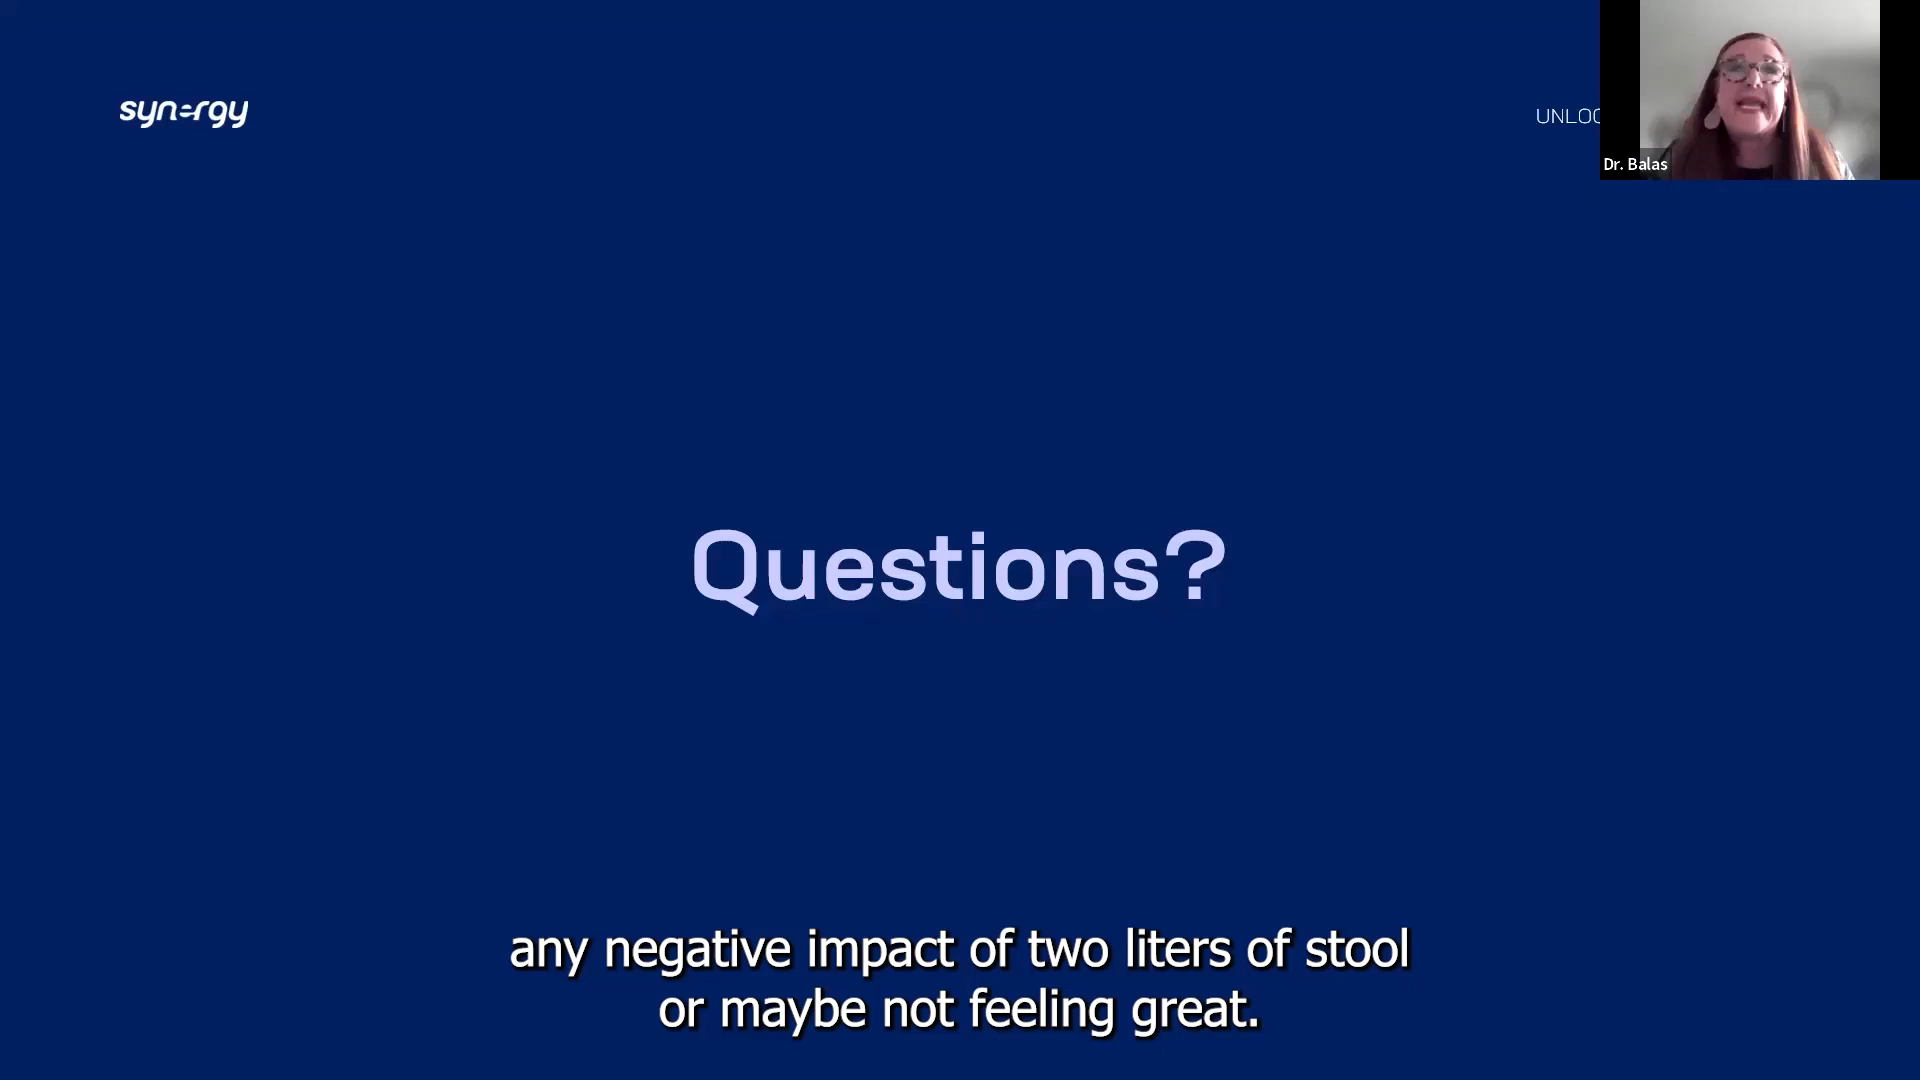 synergy
UNLOC
Dr. Balas
Questions?
any negative impact of two liters of stool
or maybe not feeling great.